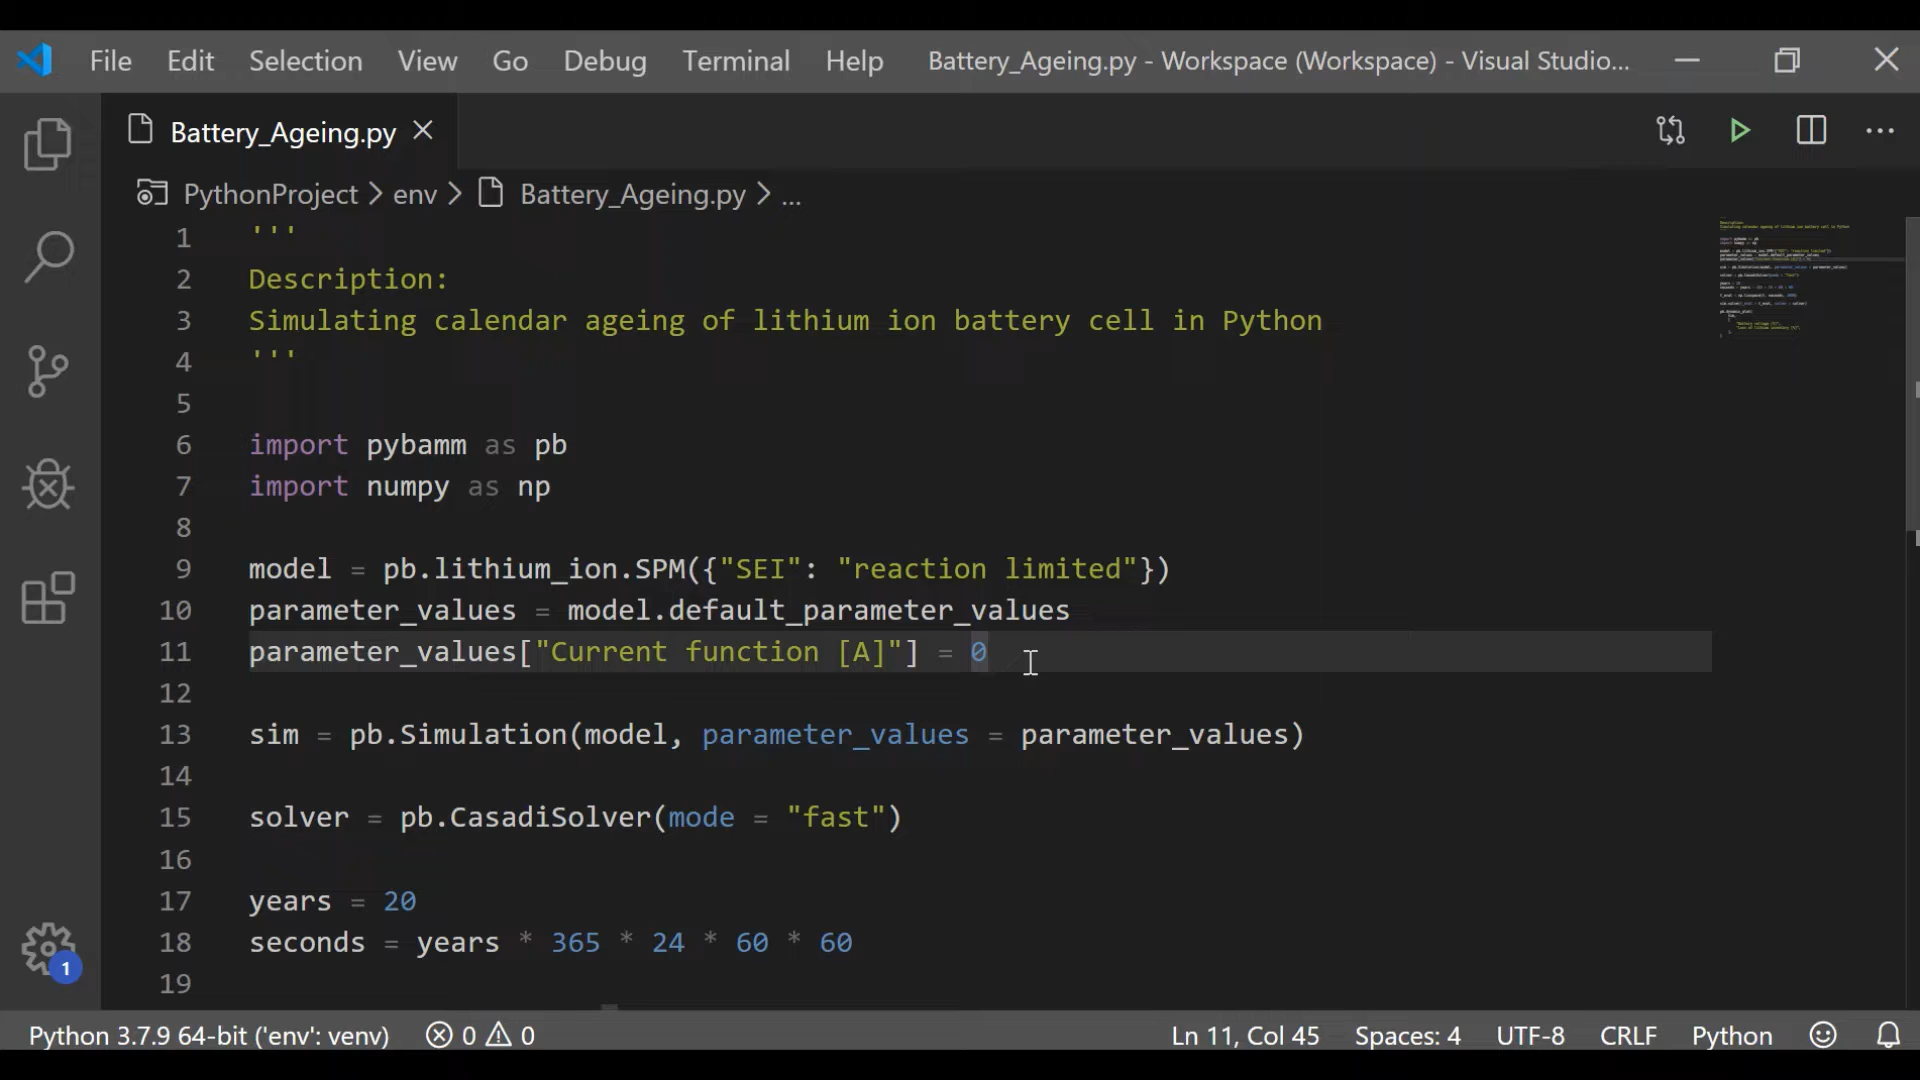 File Edit Selection View Go Debug Terminal Help Battery_Ageing.py - Workspace (Workspace) - Visual Studio...
Battery_Ageing.py
PythonProject > env > Battery_Ageing.py > ...
1 '''
2 Description:
3 Simulating calendar ageing of lithium ion battery cell in Python
4 '''
5
6 import pybamm as pb
7 import numpy as np
8
9 model = pb.lithium_ion.SPM({"SEI": "reaction limited"})
10 parameter_values = model.default_parameter_values
11 parameter_values["Current function [A]"] = 0
12
13 sim = pb.Simulation(model, parameter_values = parameter_values)
14
15 solver = pb.CasadiSolver(mode = "fast")
16
17 years = 20
18 seconds = years * 365 * 24 * 60 * 60
19
1
Python 3.7.9 64-bit ('env': venv) 0 0 Ln 11, Col 45 Spaces: 4 UTF-8 CRLF Python